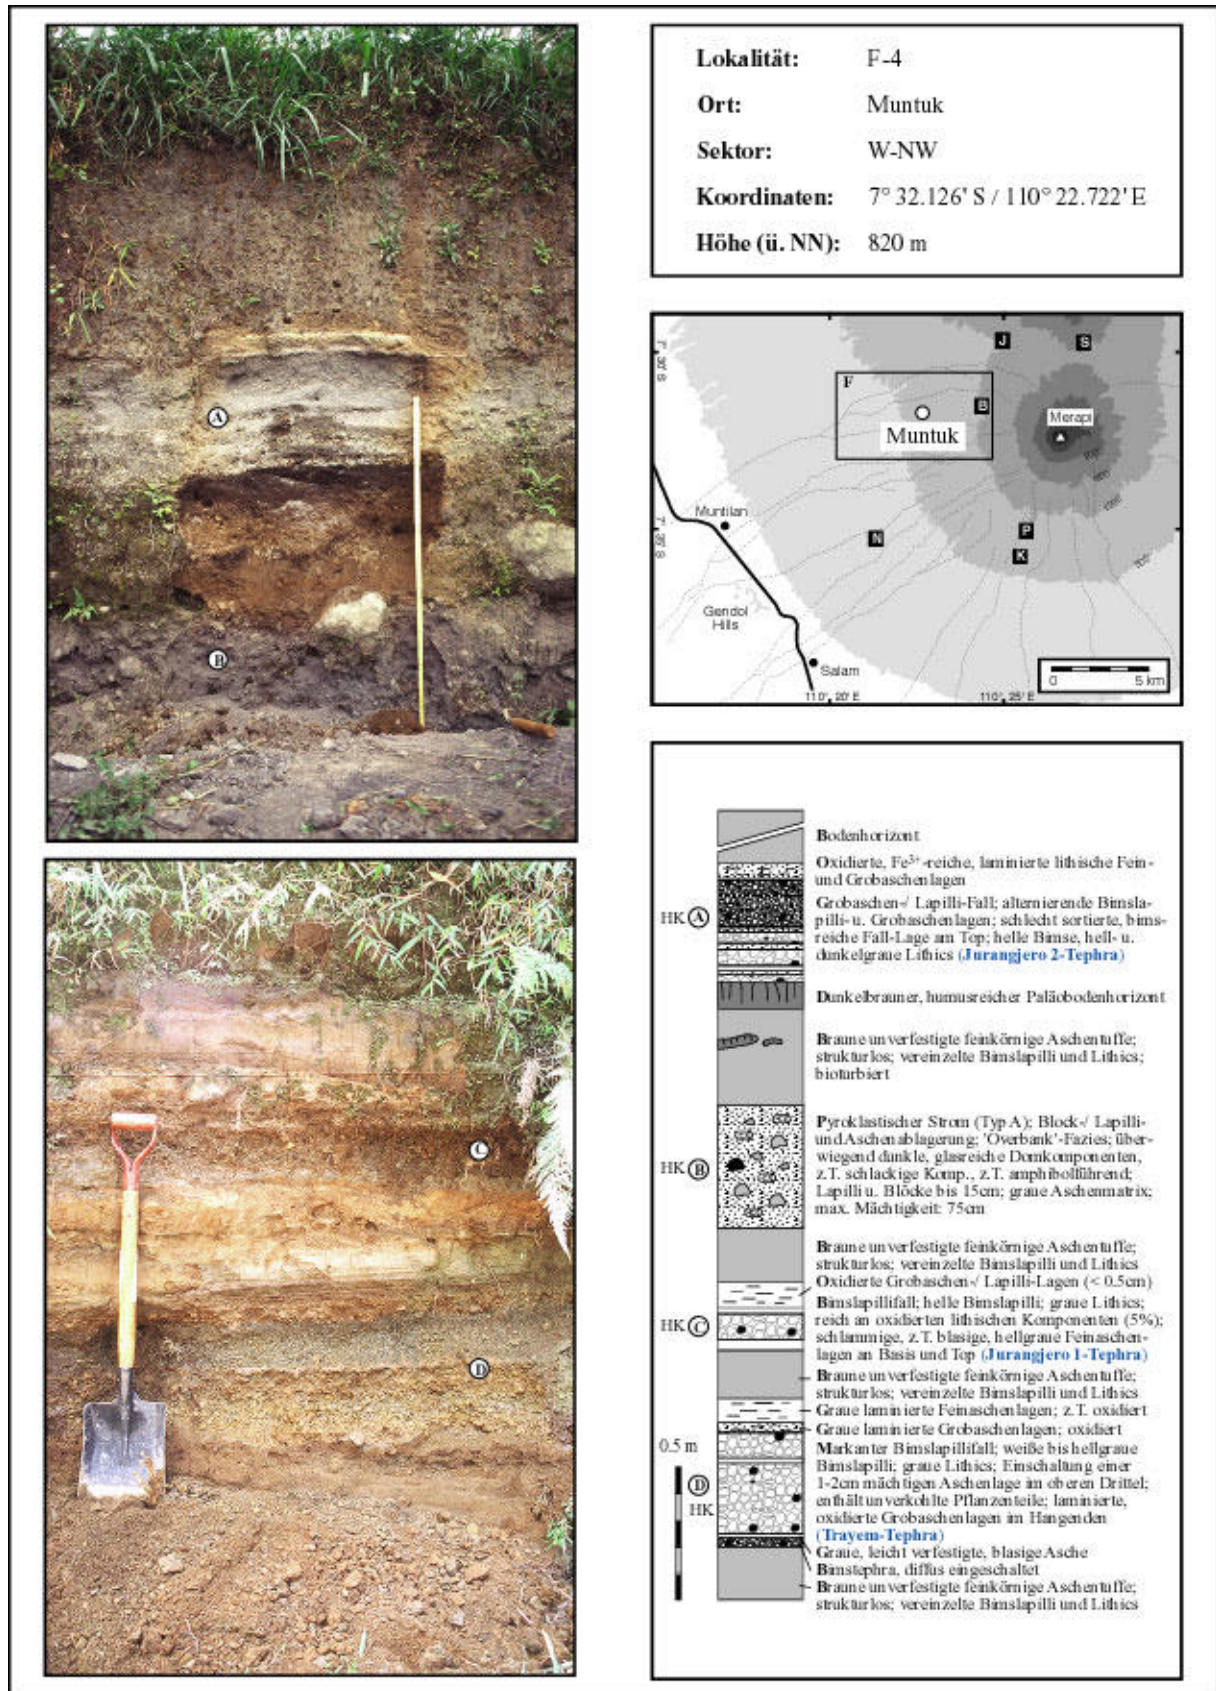 Lokalität: F-4
Ort: Muntuk
Sektor: W-NW
Koordinaten: 7° 32.126' S / 110° 22.722' E
Höhe (ü. NN): 820 m
A
B
J
S
F
B
Muntuk
Merapi
7° 30' S
Muntilan
7° 35' S
N
P
K
Gendol
Hills
Salam
110° 20' E
110° 25' E
0 5 km
C
D
Bodenhorizont
Oxidierte, Fe³⁺-reiche, laminierte lithische Fein-
und Grobaschenlagen
HK A
Grobaschen-/ Lapilli-Fall; alternierende Bimsla-
pilli- u. Grobaschenlagen; schlecht sortierte, bims-
reiche Fall-Lage am Top; helle Bimse, hell- u.
dunkelgraue Lithics (Jurangjero 2-Tephra)
Dunkelbrauner, humusreicher Paläobodenhorizont
Braune unverfestigte feinkörnige Aschentuffe;
strukturlos; vereinzelte Bimslapilli und Lithics;
bioturbiert
HK B
Pyroklastischer Strom (Typ A); Block-/ Lapilli-
und Aschenablagerung; 'Overbank'-Fazies; über-
wiegend dunkle, glasreiche Domkomponenten,
z.T. schlackige Komp., z.T. amphibolführend;
Lapilli u. Blöcke bis 15cm; graue Aschenmatrix;
max. Mächtigkeit: 75cm
Braune unverfestigte feinkörnige Aschentuffe;
strukturlos; vereinzelte Bimslapilli und Lithics
Oxidierte Grobaschen-/ Lapilli-Lagen (< 0.5cm)
HK C
Bimslapillifall; helle Bimslapilli; graue Lithics;
reich an oxidierten lithischen Komponenten (5%);
schlammige, z.T. blasige, hellgraue Feinaschen-
lagen an Basis und Top (Jurangjero 1-Tephra)
Braune unverfestigte feinkörnige Aschentuffe;
strukturlos; vereinzelte Bimslapilli und Lithics
Graue laminierte Feinaschenlagen; z.T. oxidiert
Graue laminierte Grobaschenlagen; oxidiert
0.5 m
D
HK
Markanter Bimslapillifall; weiße bis hellgraue
Bimslapilli; graue Lithics; Einschaltung einer
1-2cm mächtigen Aschenlage im oberen Drittel;
enthält unverkohlte Pflanzenteile; laminierte,
oxidierte Grobaschenlagen im Hangenden
(Trayem-Tephra)
Graue, leicht verfestigte, blasige Asche
Bimstephra, diffus eingeschaltet
Braune unverfestigte feinkörnige Aschentuffe;
strukturlos; vereinzelte Bimslapilli und Lithics